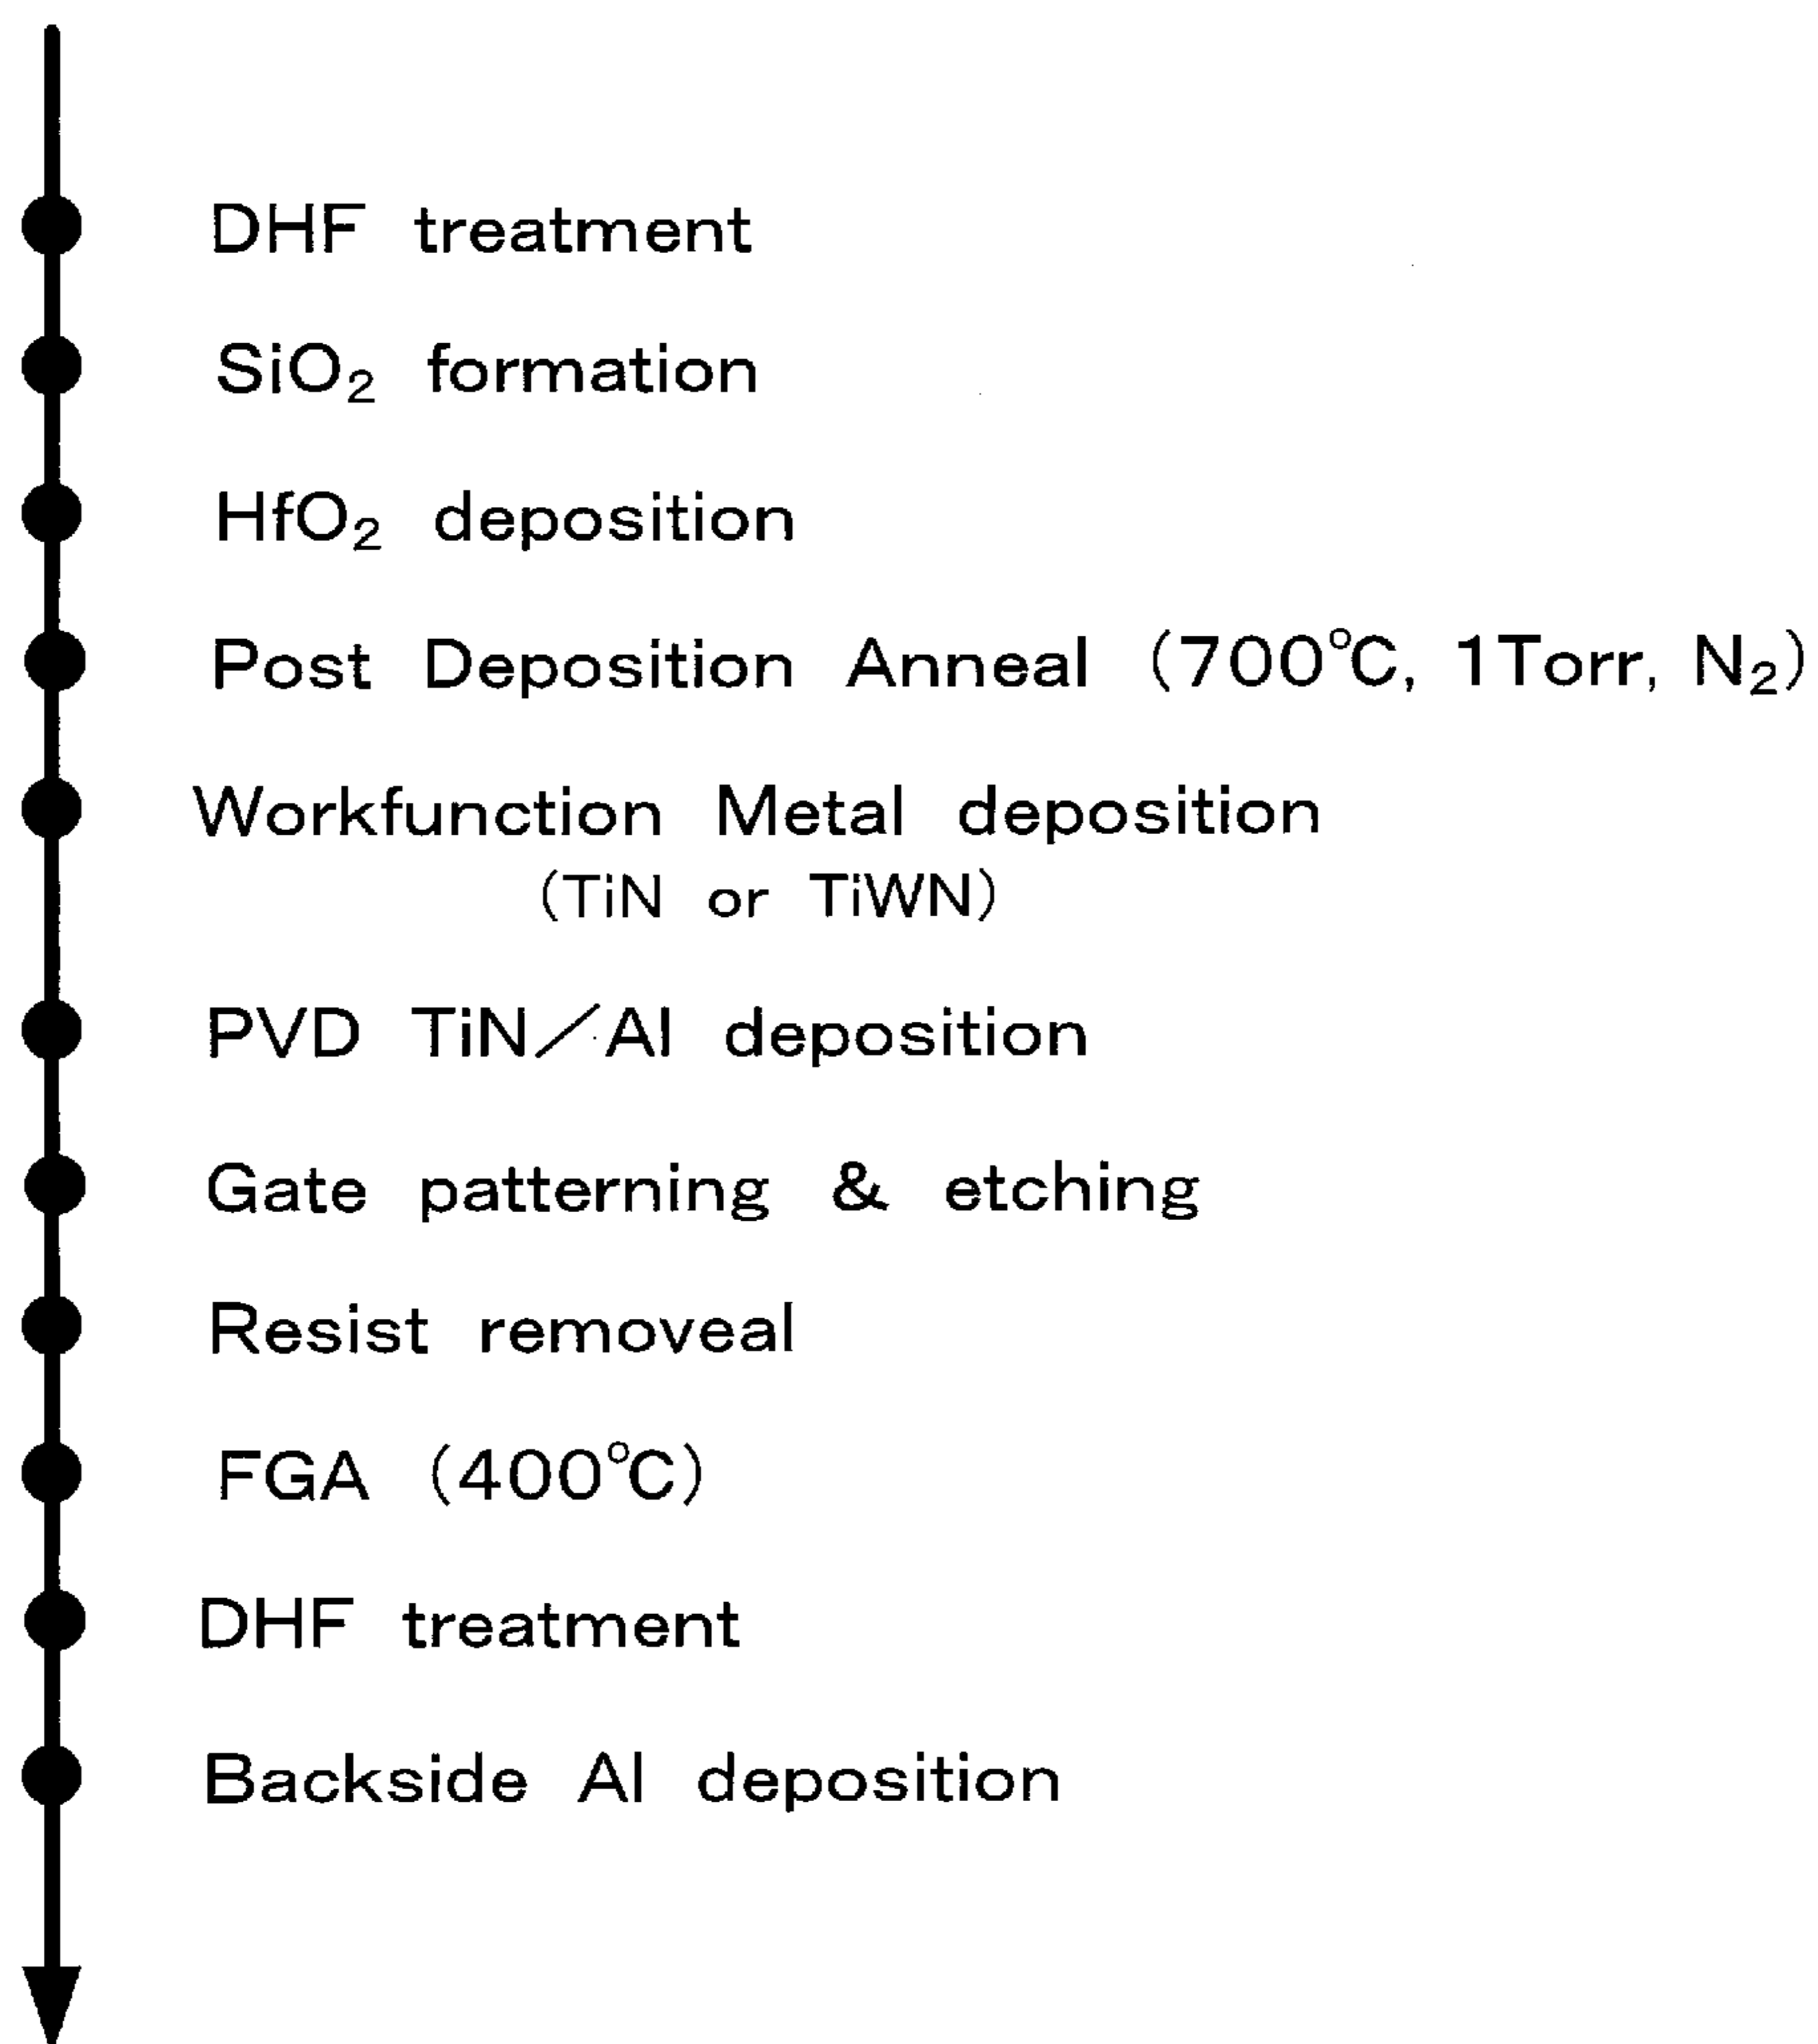 DHF treatment
SiO₂ formation
HfO₂ deposition
Post Deposition Anneal (700℃, 1Torr, N₂)
Workfunction Metal deposition
(TiN or TiWN)
PVD TiN／Al deposition
Gate patterning & etching
Resist removeal
FGA (400℃)
DHF treatment
Backside Al deposition